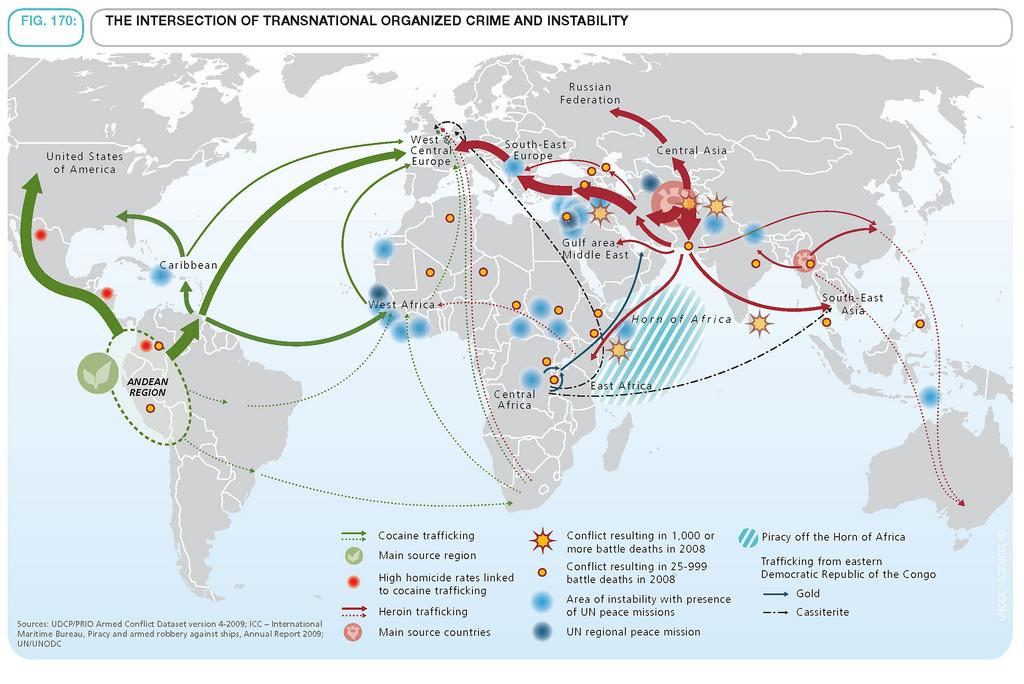 FIG. 170:
THE INTERSECTION OF TRANSNATIONAL ORGANIZED CRIME AND INSTABILITY
Russian
Federation
United States
of America
West &
Central
Europe
South-East
Europe
Central Asia
Gulf area,
Middle East
Caribbean
West Africa
Horn of Africa
South-East
Asia
ANDEAN
REGION
Central
Africa
East Africa
Cocaine trafficking
Main source region
High homicide rates linked
to cocaine trafficking
Heroin trafficking
Main source countries
Conflict resulting in 1,000 or
more battle deaths in 2008
Conflict resulting in 25-999
battle deaths in 2008
Area of instability with presence
of UN peace missions
UN regional peace mission
Piracy off the Horn of Africa
Trafficking from eastern
Democratic Republic of the Congo
Gold
Cassiterite
Sources: UDCP/PRIO Armed Conflict Dataset version 4-2009; ICC – International
Maritime Bureau, Piracy and armed robbery against ships, Annual Report 2009;
UN/UNODC
UNODC / SCIENCES PO